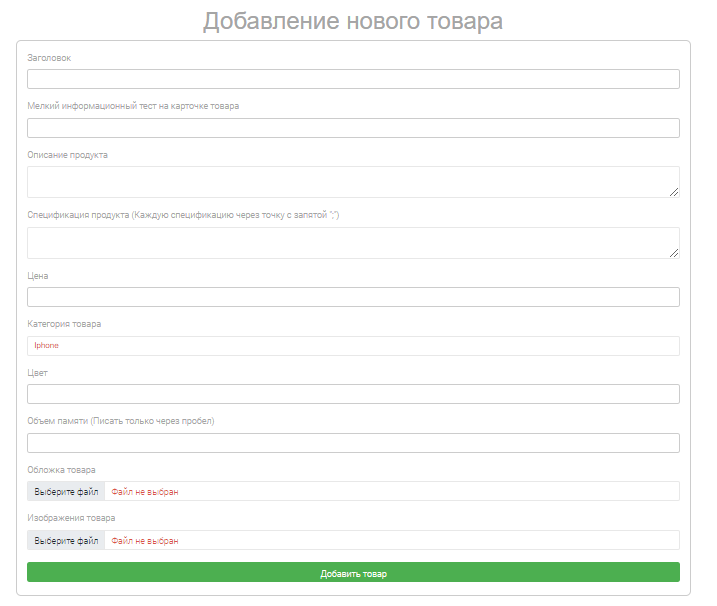 Добавление нового товара
Заголовок
Мелкий информационный тест на карточке товара
Описание продукта
Спецификация продукта (Каждую спецификацию через точку с запятой ";")
Цена
Категория товара
Iphone
Цвет
Объем памяти (Писать только через пробел)
Обложка товара
Выберите файл Файл не выбран
Изображения товара
Выберите файл Файл не выбран
Добавить товар